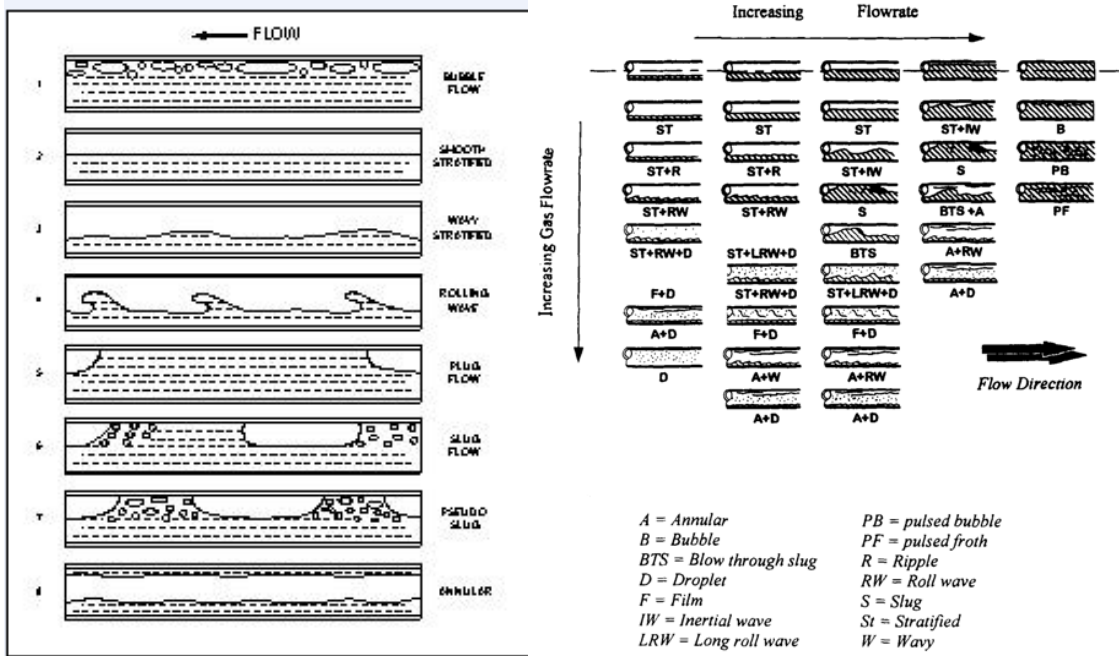 FLOW
1
BUBBLE
FLOW
2
SMOOTH
STRATIFIED
3
WAVY
STRATIFIED
4
ROLLING
WAVE
5
PLUG
FLOW
6
SLUG
FLOW
7
PSEUDO
SLUG
8
ANNULAR
Increasing Flowrate
Increasing Gas Flowrate
ST ST ST ST+IW B
ST+R ST+R ST+IW S PB
ST+RW ST+RW S BTS+A PF
ST+RW+D ST+LRW+D BTS A+RW
F+D ST+RW+D ST+LRW+D A+D
A+D F+D F+D
D A+W A+RW
A+D A+D
Flow Direction
A = Annular
B = Bubble
BTS = Blow through slug
D = Droplet
F = Film
IW = Inertial wave
LRW = Long roll wave
PB = pulsed bubble
PF = pulsed froth
R = Ripple
RW = Roll wave
S = Slug
St = Stratified
W = Wavy